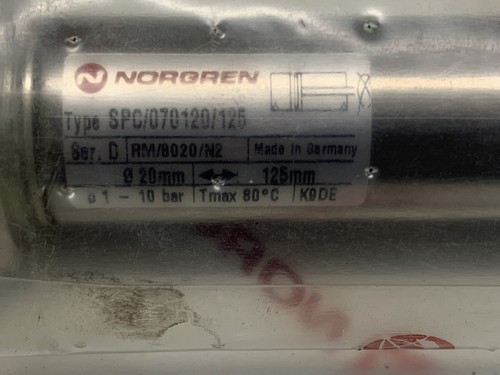 NORGREN
Type SPC/070120/125
Ser. D RM/8020/N2 Made in Germany
Ø 20mm 125mm
p 1 - 10 bar Tmax 80°C K9DE